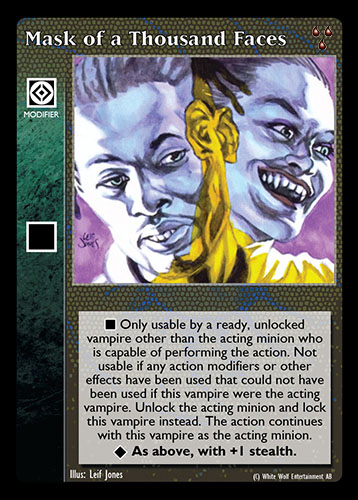 Mask of a Thousand Faces
MODIFIER
LEIF
JONES
Only usable by a ready, unlocked
vampire other than the acting minion who
is capable of performing the action. Not
usable if any action modifiers or other
effects have been used that could not have
been used if this vampire were the acting
vampire. Unlock the acting minion and lock
this vampire instead. The action continues
with this vampire as the acting minion.
As above, with +1 stealth.
Illus: Leif Jones (C) White Wolf Entertainment AB